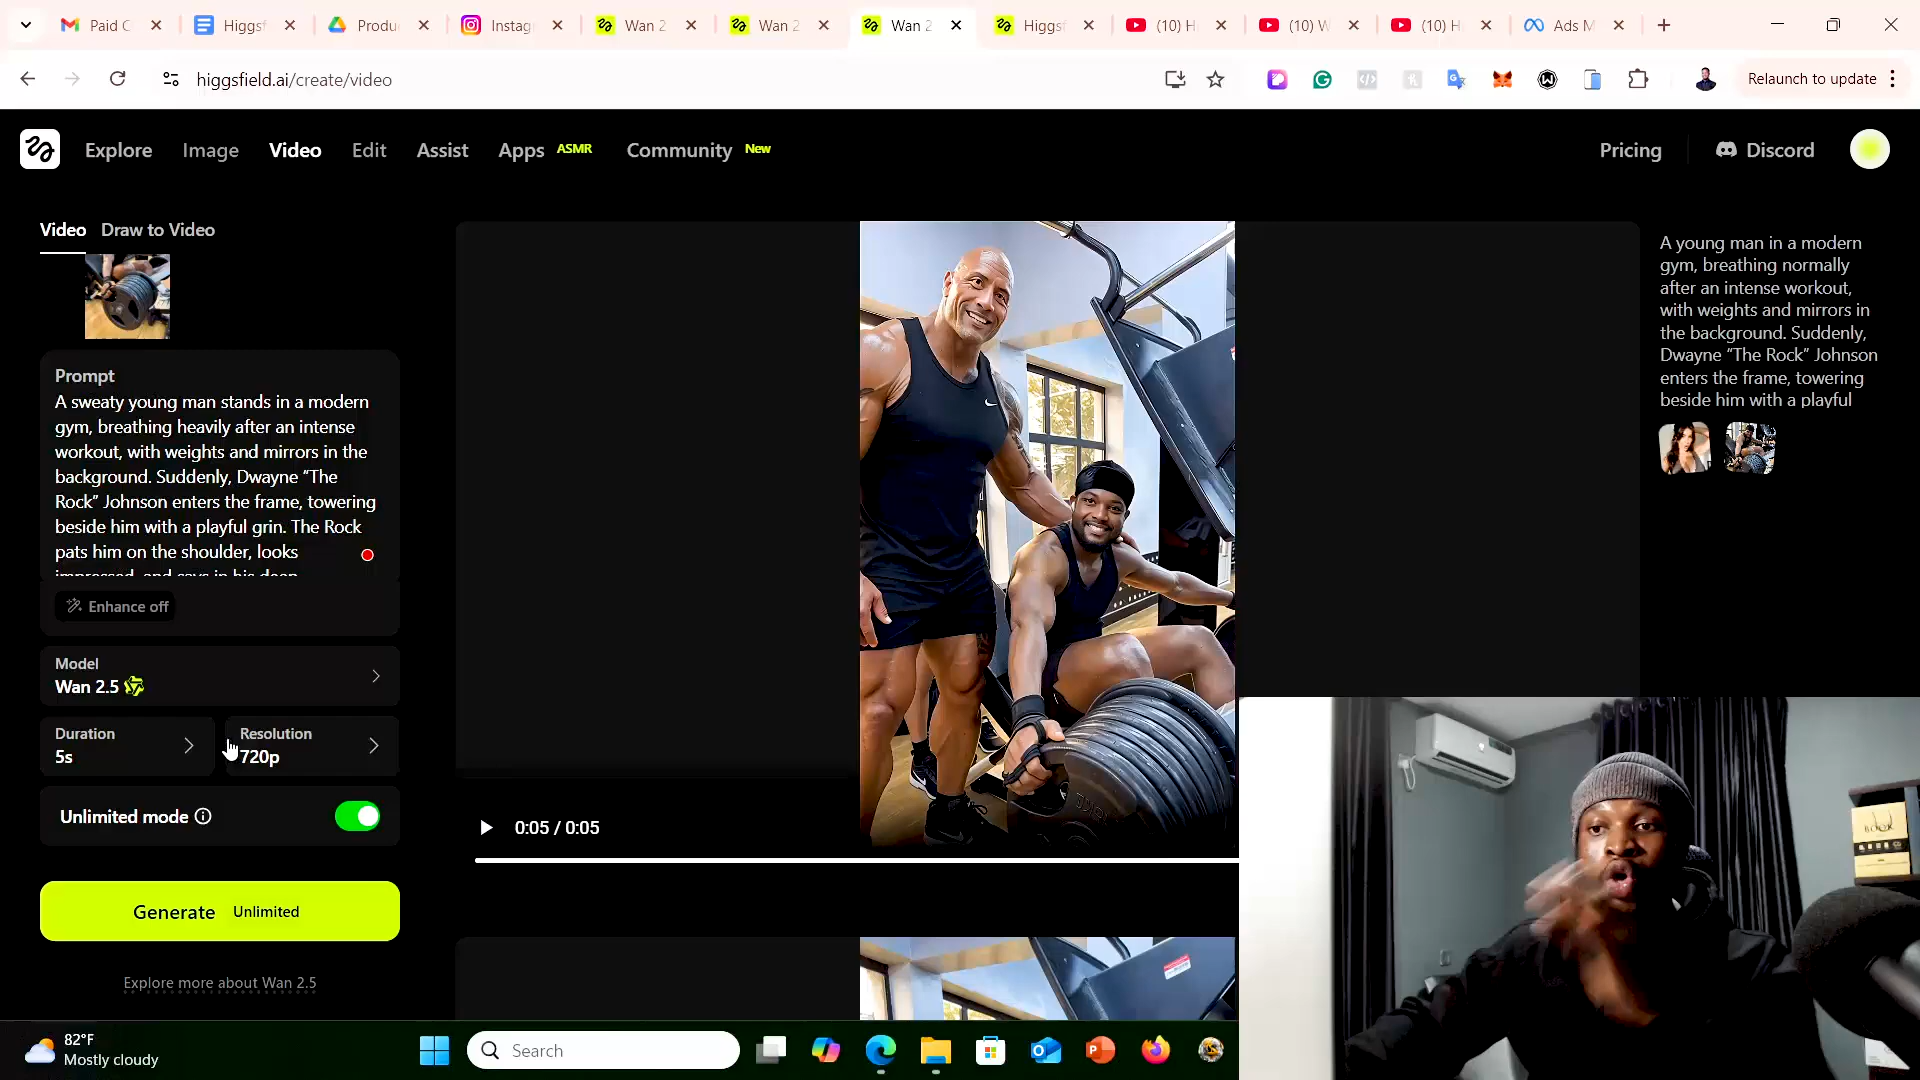 Paid C
Higgsf
Produ
Instag
Wan 2
Wan 2
Wan 2
Higgsf
(10) H
(10) W
(10) H
Ads M
higgsfield.ai/create/video
Relaunch to update
Explore
Image
Video
Edit
Assist
Apps ASMR
Community New
Pricing
Discord
Video
Draw to Video
Prompt
A sweaty young man stands in a modern
gym, breathing heavily after an intense
workout, with weights and mirrors in the
background. Suddenly, Dwayne “The
Rock” Johnson enters the frame, towering
beside him with a playful grin. The Rock
pats him on the shoulder, looks
impressed, and says in his deep
Enhance off
Model
Wan 2.5
Duration
5s
Resolution
720p
Unlimited mode
Generate Unlimited
Explore more about Wan 2.5
0:05 / 0:05
A young man in a modern
gym, breathing normally
after an intense workout,
with weights and mirrors in
the background. Suddenly,
Dwayne “The Rock” Johnson
enters the frame, towering
beside him with a playful
82°F
Mostly cloudy
Search